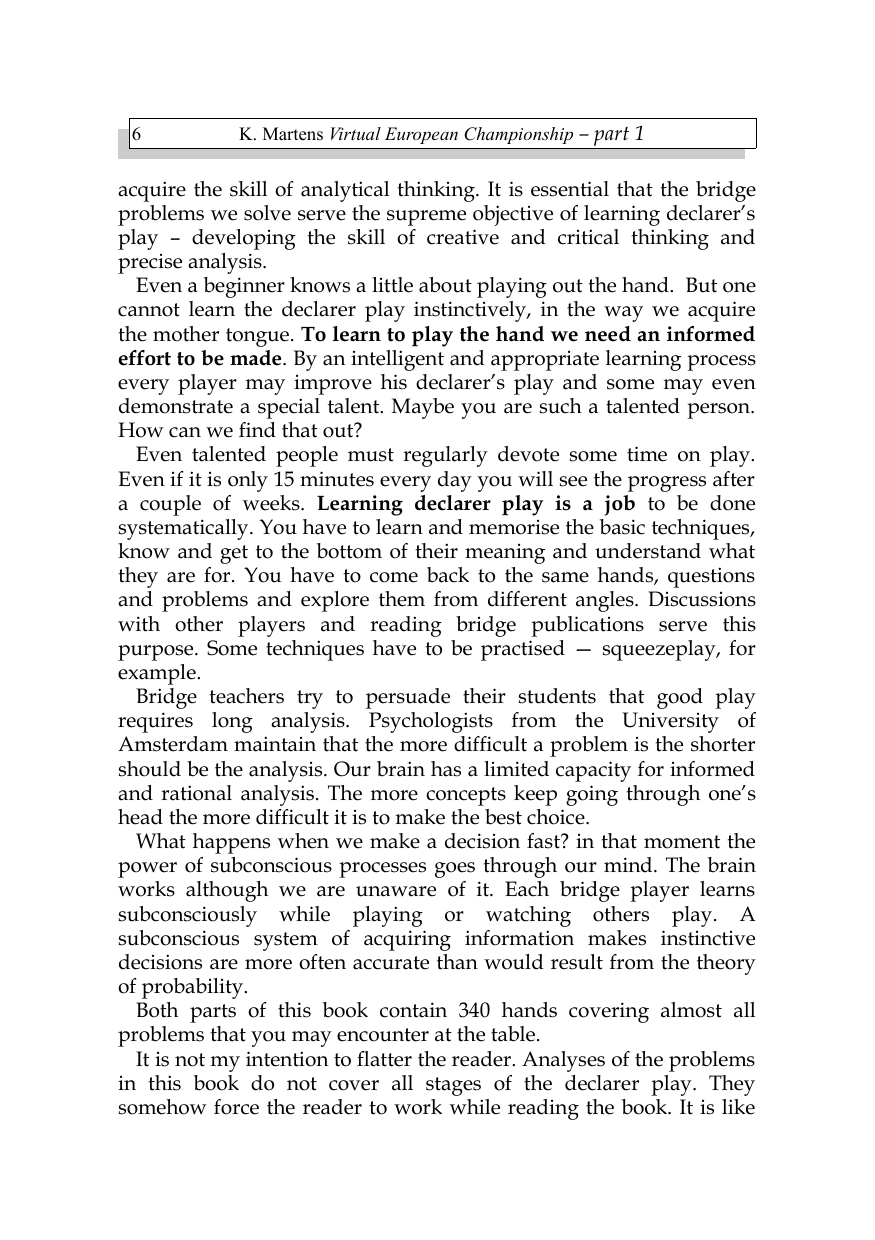 6 K. Martens Virtual European Championship – part 1
acquire the skill of analytical thinking. It is essential that the bridge
problems we solve serve the supreme objective of learning declarer’s
play – developing the skill of creative and critical thinking and
precise analysis.
Even a beginner knows a little about playing out the hand.  But one
cannot learn the declarer play instinctively, in the way we acquire
the mother tongue. To learn to play the hand we need an informed
effort to be made. By an intelligent and appropriate learning process
every player may improve his declarer’s play and some may even
demonstrate a special talent. Maybe you are such a talented person.
How can we find that out?
Even talented people must regularly devote some time on play.
Even if it is only 15 minutes every day you will see the progress after
a couple of weeks. Learning declarer play is a job to be done
systematically. You have to learn and memorise the basic techniques,
know and get to the bottom of their meaning and understand what
they are for. You have to come back to the same hands, questions
and problems and explore them from different angles. Discussions
with other players and reading bridge publications serve this
purpose. Some techniques have to be practised — squeezeplay, for
example.
Bridge teachers try to persuade their students that good play
requires long analysis. Psychologists from the University of
Amsterdam maintain that the more difficult a problem is the shorter
should be the analysis. Our brain has a limited capacity for informed
and rational analysis. The more concepts keep going through one’s
head the more difficult it is to make the best choice.
What happens when we make a decision fast? in that moment the
power of subconscious processes goes through our mind. The brain
works although we are unaware of it. Each bridge player learns
subconsciously while playing or watching others play. A
subconscious system of acquiring information makes instinctive
decisions are more often accurate than would result from the theory
of probability.
Both parts of this book contain 340 hands covering almost all
problems that you may encounter at the table.
It is not my intention to flatter the reader. Analyses of the problems
in this book do not cover all stages of the declarer play. They
somehow force the reader to work while reading the book. It is like